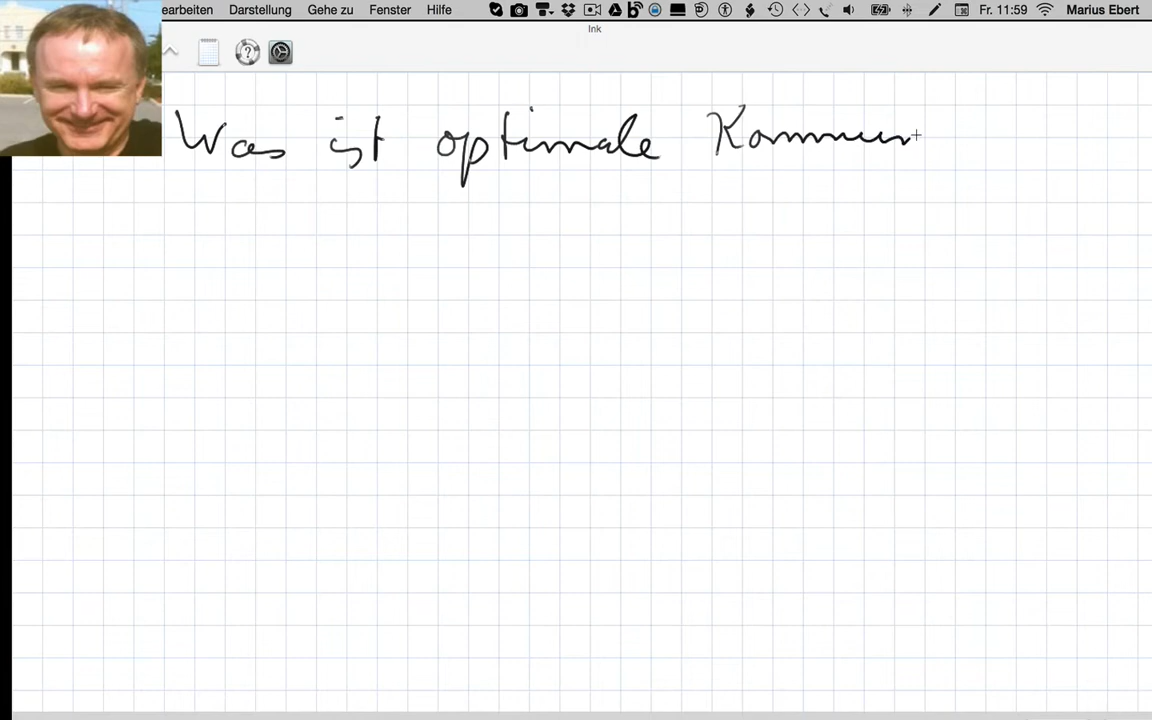 earbeiten Darstellung Gehe zu Fenster Hilfe Fr. 11:59 Marius Ebert
Ink
Was ist optimale Kommun